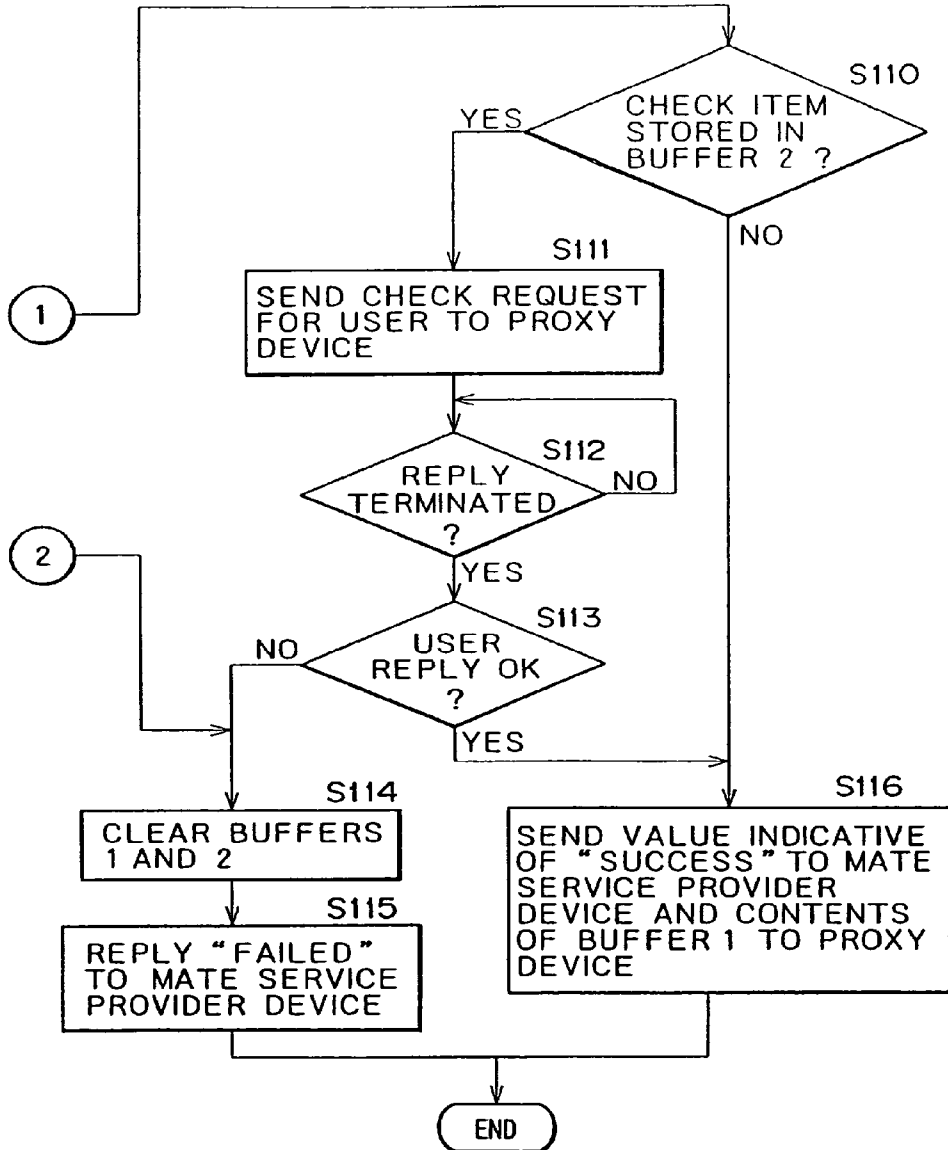 S110
CHECK ITEM
STORED IN
BUFFER 2 ?
YES
NO
S111
SEND CHECK REQUEST
FOR USER TO PROXY
DEVICE
1
S112
REPLY
TERMINATED
?
NO
YES
2
S113
USER
REPLY OK
?
NO
YES
S114
CLEAR BUFFERS
1 AND 2
S115
REPLY "FAILED"
TO MATE SERVICE
PROVIDER DEVICE
S116
SEND VALUE INDICATIVE
OF "SUCCESS" TO MATE
SERVICE PROVIDER
DEVICE AND CONTENTS
OF BUFFER 1 TO PROXY
DEVICE
END